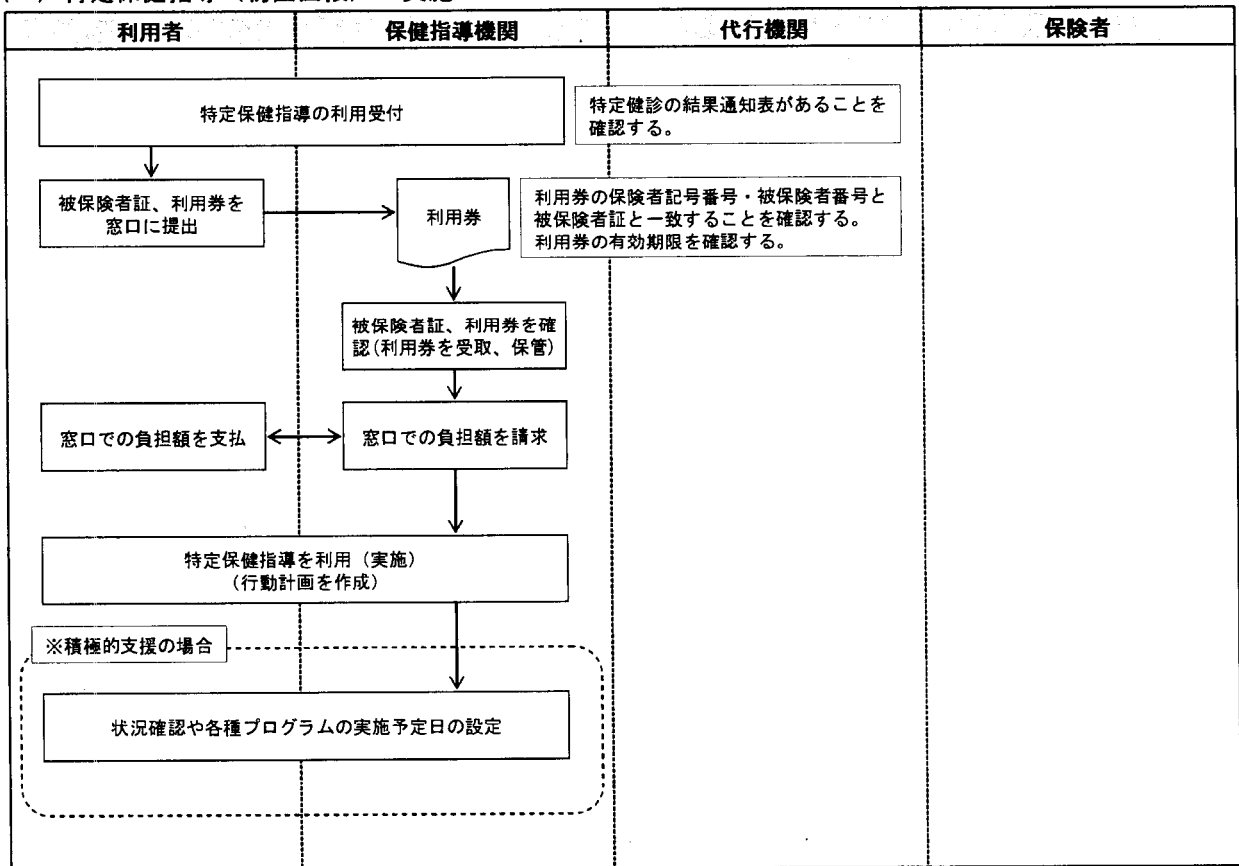 利用者
保健指導機関
代行機関
保険者
特定保健指導の利用受付
特定健診の結果通知表があることを
確認する。
被保険者証、利用券を
窓口に提出
利用券
利用券の保険者記号番号・被保険者番号と
被保険者証と一致することを確認する。
利用券の有効期限を確認する。
被保険者証、利用券を確
認(利用券を受取、保管)
窓口での負担額を支払
窓口での負担額を請求
特定保健指導を利用（実施）
(行動計画を作成)
※積極的支援の場合
状況確認や各種プログラムの実施予定日の設定